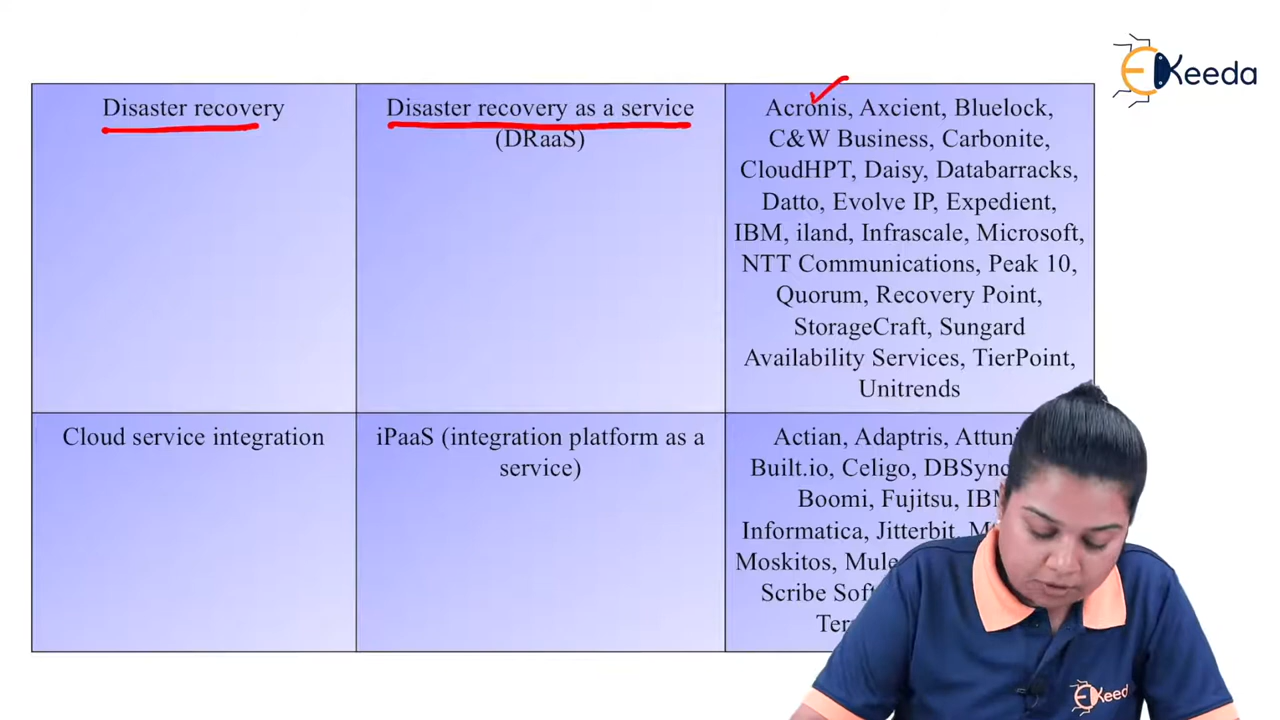 EKeeda
Disaster recovery
Disaster recovery as a service
(DRaaS)
Acronis, Axcient, Bluelock,
C&W Business, Carbonite,
CloudHPT, Daisy, Databarracks,
Datto, Evolve IP, Expedient,
IBM, iland, Infrascale, Microsoft,
NTT Communications, Peak 10,
Quorum, Recovery Point,
StorageCraft, Sungard
Availability Services, TierPoint,
Unitrends
Cloud service integration
iPaaS (integration platform as a
service)
Actian, Adaptris,
Built.io, Celigo,
Boomi, Fujitsu,
Informatica, Jitterbit,
Moskitos,
Scribe
EKeed